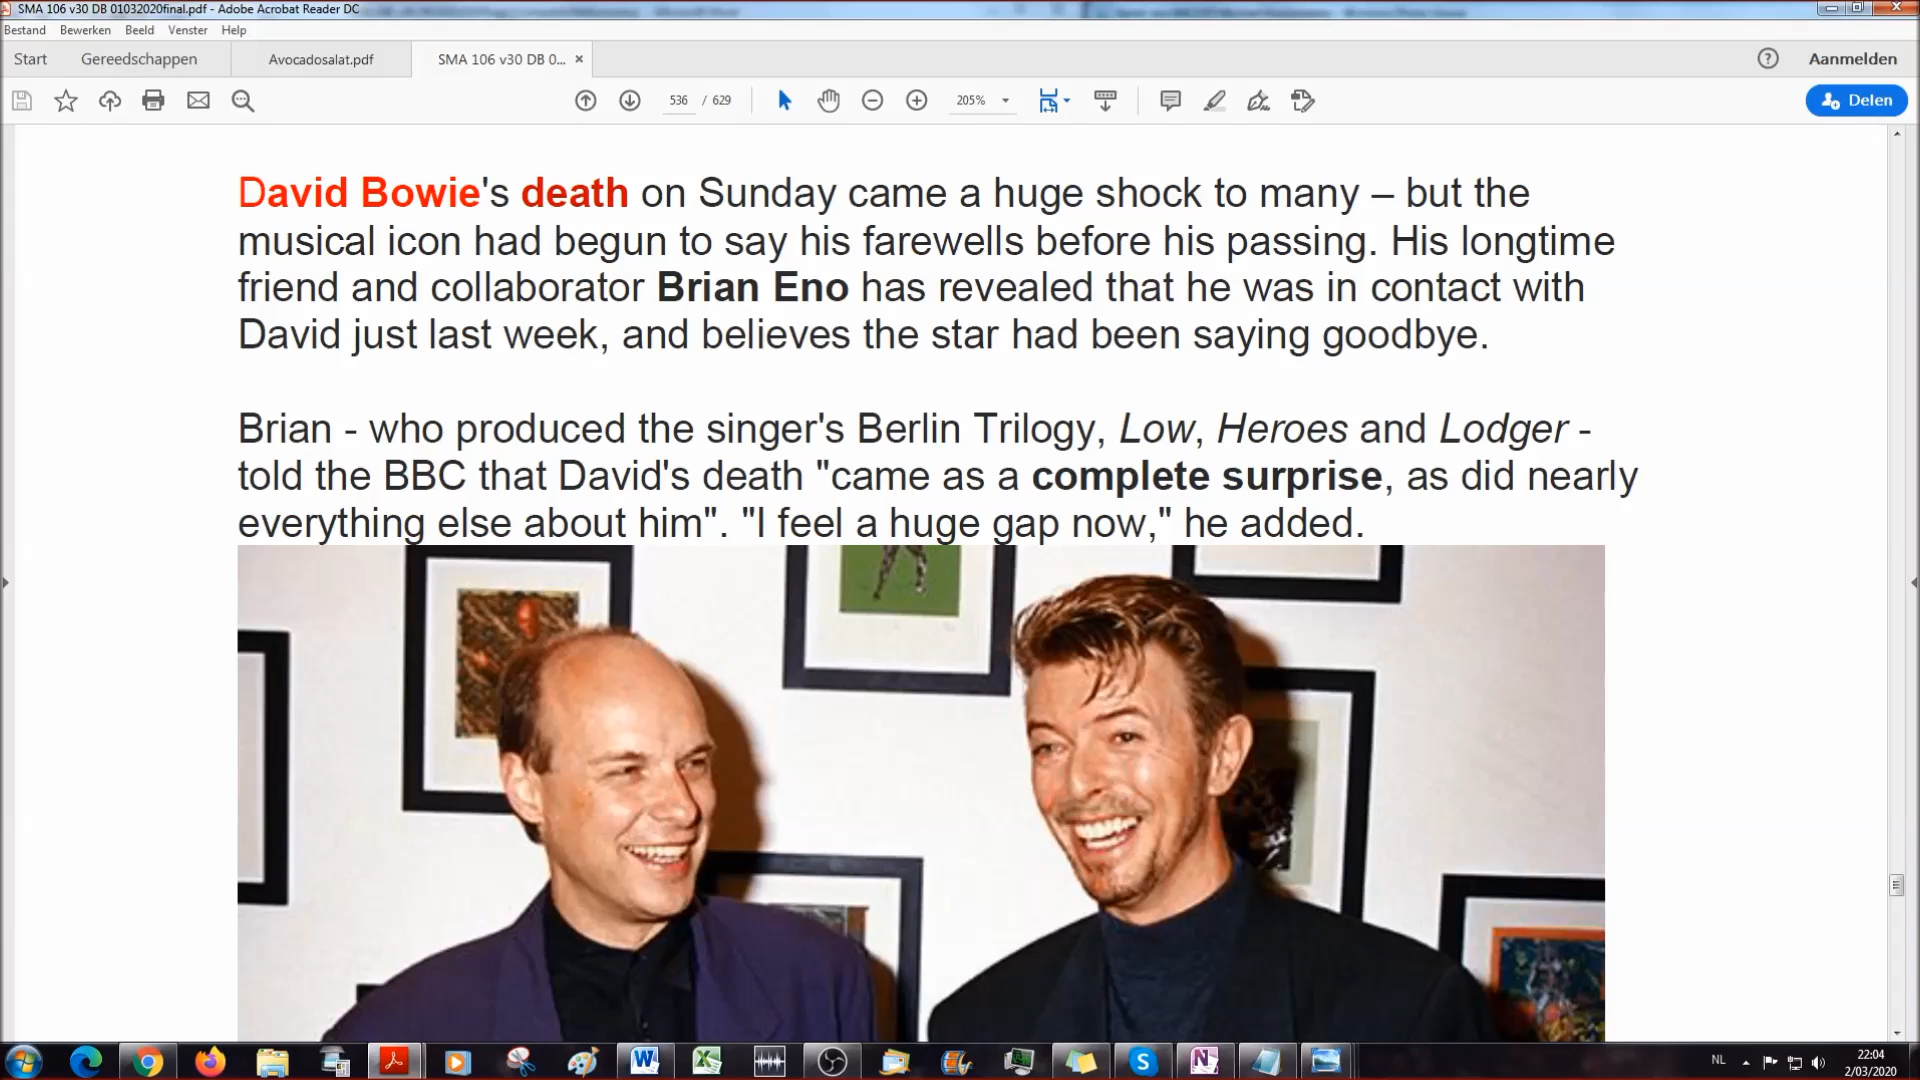 SMA 106 v30 DB 01032020final.pdf - Adobe Acrobat Reader DC
Bestand Bewerken Beeld Venster Help
Start Gereedschappen Avocadosalat.pdf SMA 106 v30 DB 0... × Aanmelden
536 / 629 205% Delen
David Bowie's death on Sunday came a huge shock to many – but the
musical icon had begun to say his farewells before his passing. His longtime
friend and collaborator Brian Eno has revealed that he was in contact with
David just last week, and believes the star had been saying goodbye.
Brian - who produced the singer's Berlin Trilogy, Low, Heroes and Lodger -
told the BBC that David's death "came as a complete surprise, as did nearly
everything else about him". "I feel a huge gap now," he added.
NL 22:04
2/03/2020